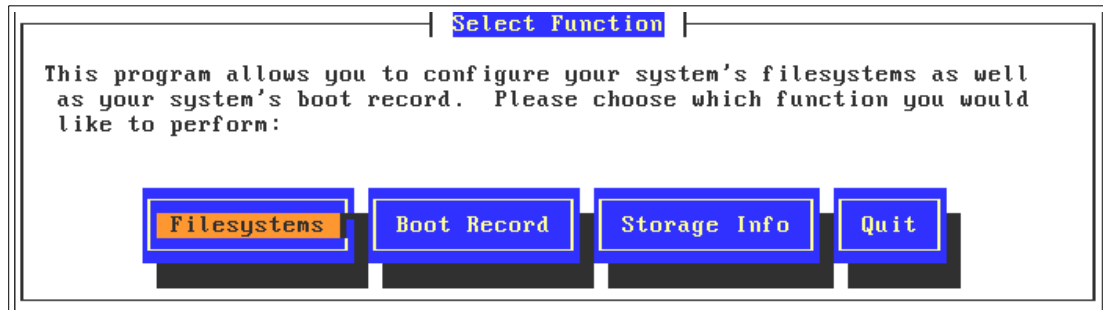 Select Function
This program allows you to configure your system's filesystems as well
as your system's boot record.  Please choose which function you would
like to perform:
Filesystems Boot Record Storage Info Quit